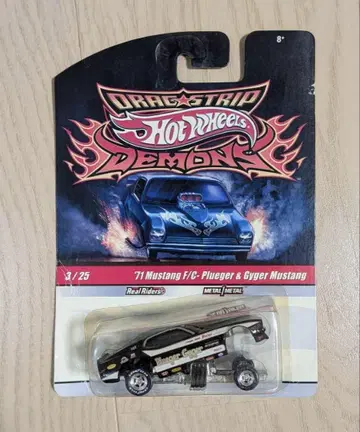 8+
DRAG★STRIP
Hot Wheels
DEMONS
3 / 25
'71 Mustang F/C- Plueger & Gyger Mustang
Real Riders
METAL/METAL